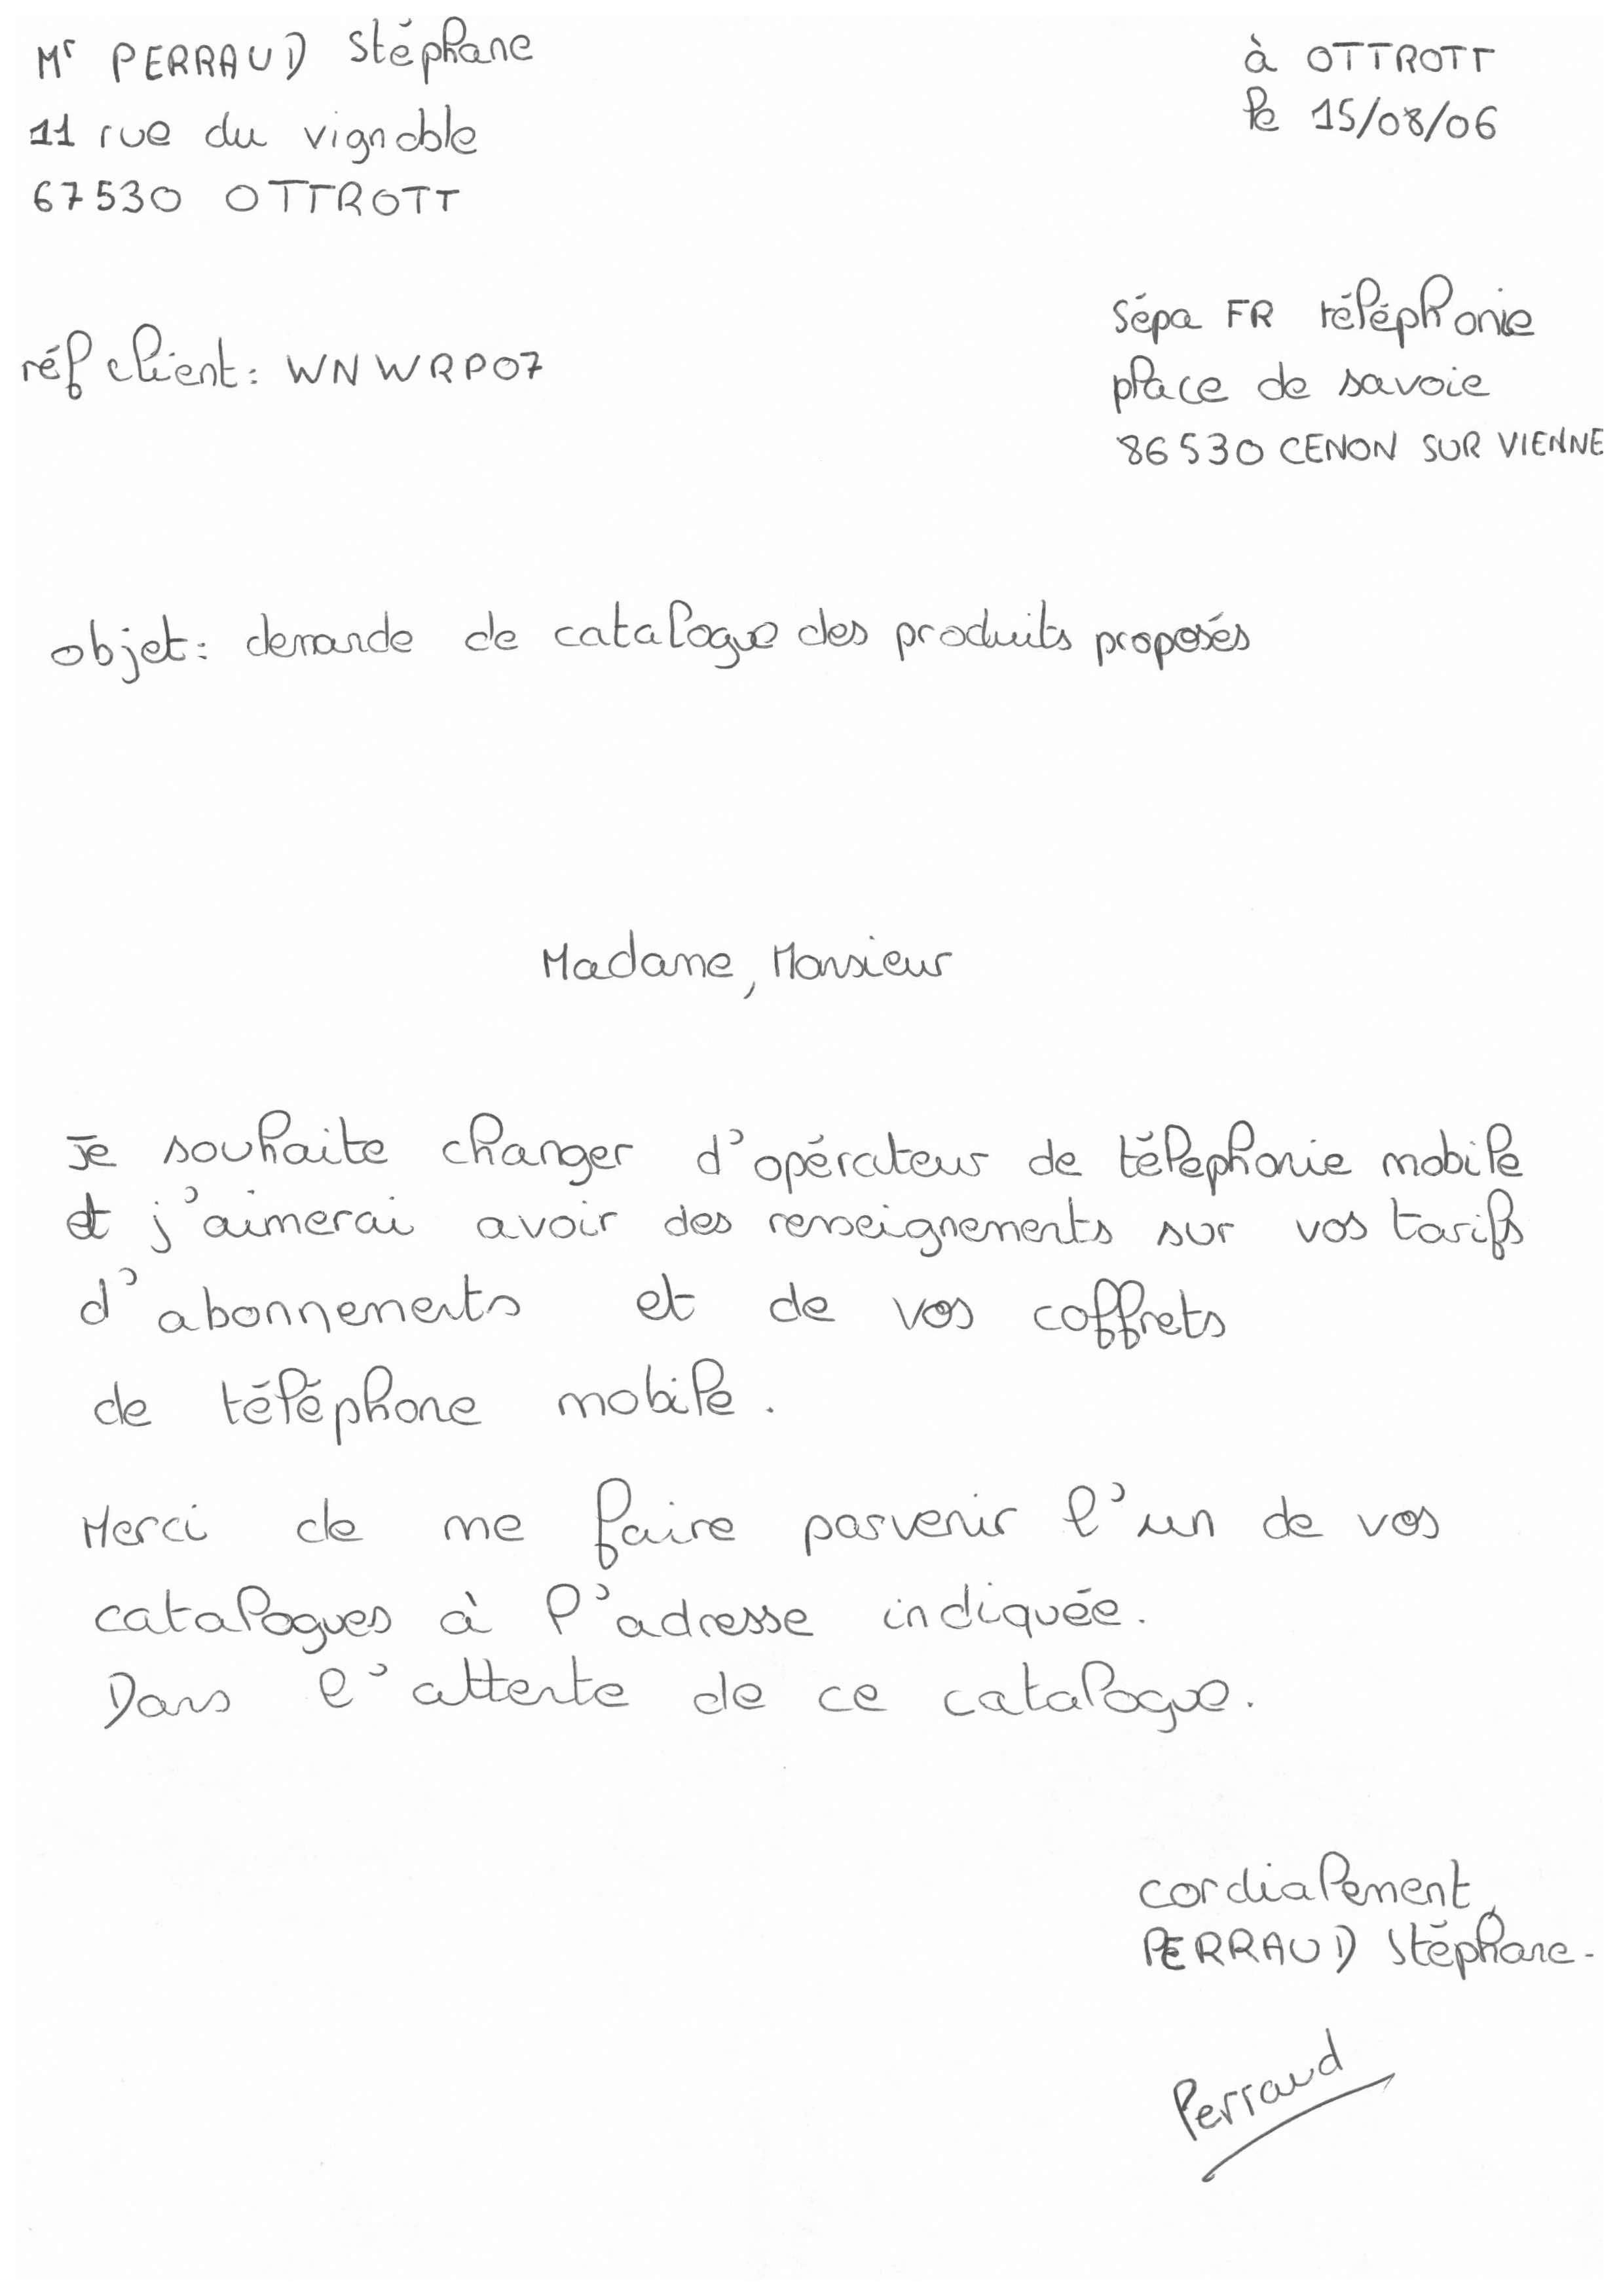 Mr PERRAUD Stéphane
11 rue du vignoble
67530 OTTROTT
à OTTROTT
le 15/08/06
réf client: WNWRP07
Sépa FR téléphonie
place de savoie
86530 CENON SUR VIENNE
objet: demande de catalogue des produits proposés
Madame, Monsieur
Je souhaite changer d'opérateur de télephonie mobile
et j'aimerai avoir des renseignements sur vos tarifs
d'abonnements et de vos coffrets
de téléphone mobile.
Merci de me faire parvenir l'un de vos
catalogues à l'adresse indiquée.
Dans l'attente de ce catalogue.
cordialement,
PERRAUD Stéphane.
Perraud